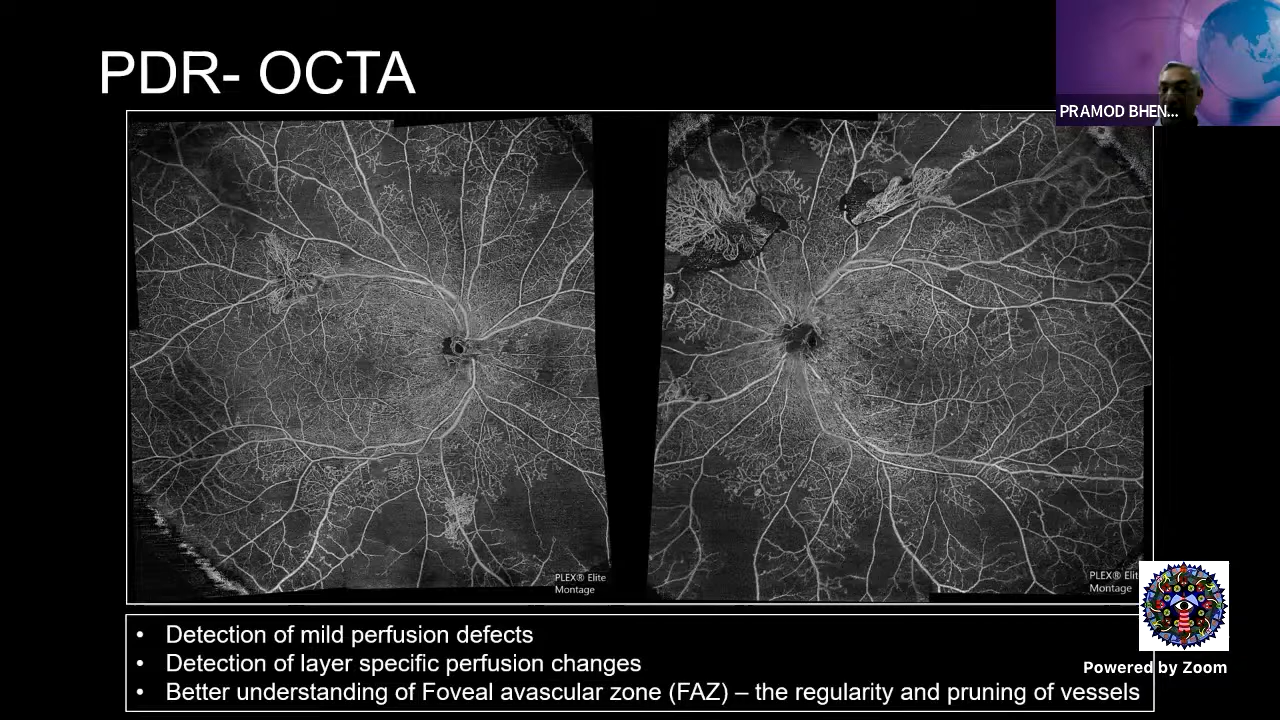 PDR- OCTA
PRAMOD BHEN...
PLEX® Elite
Montage
PLEX® Elit
Montage
• Detection of mild perfusion defects
• Detection of layer specific perfusion changes
• Better understanding of Foveal avascular zone (FAZ) – the regularity and pruning of vessels
Powered by Zoom